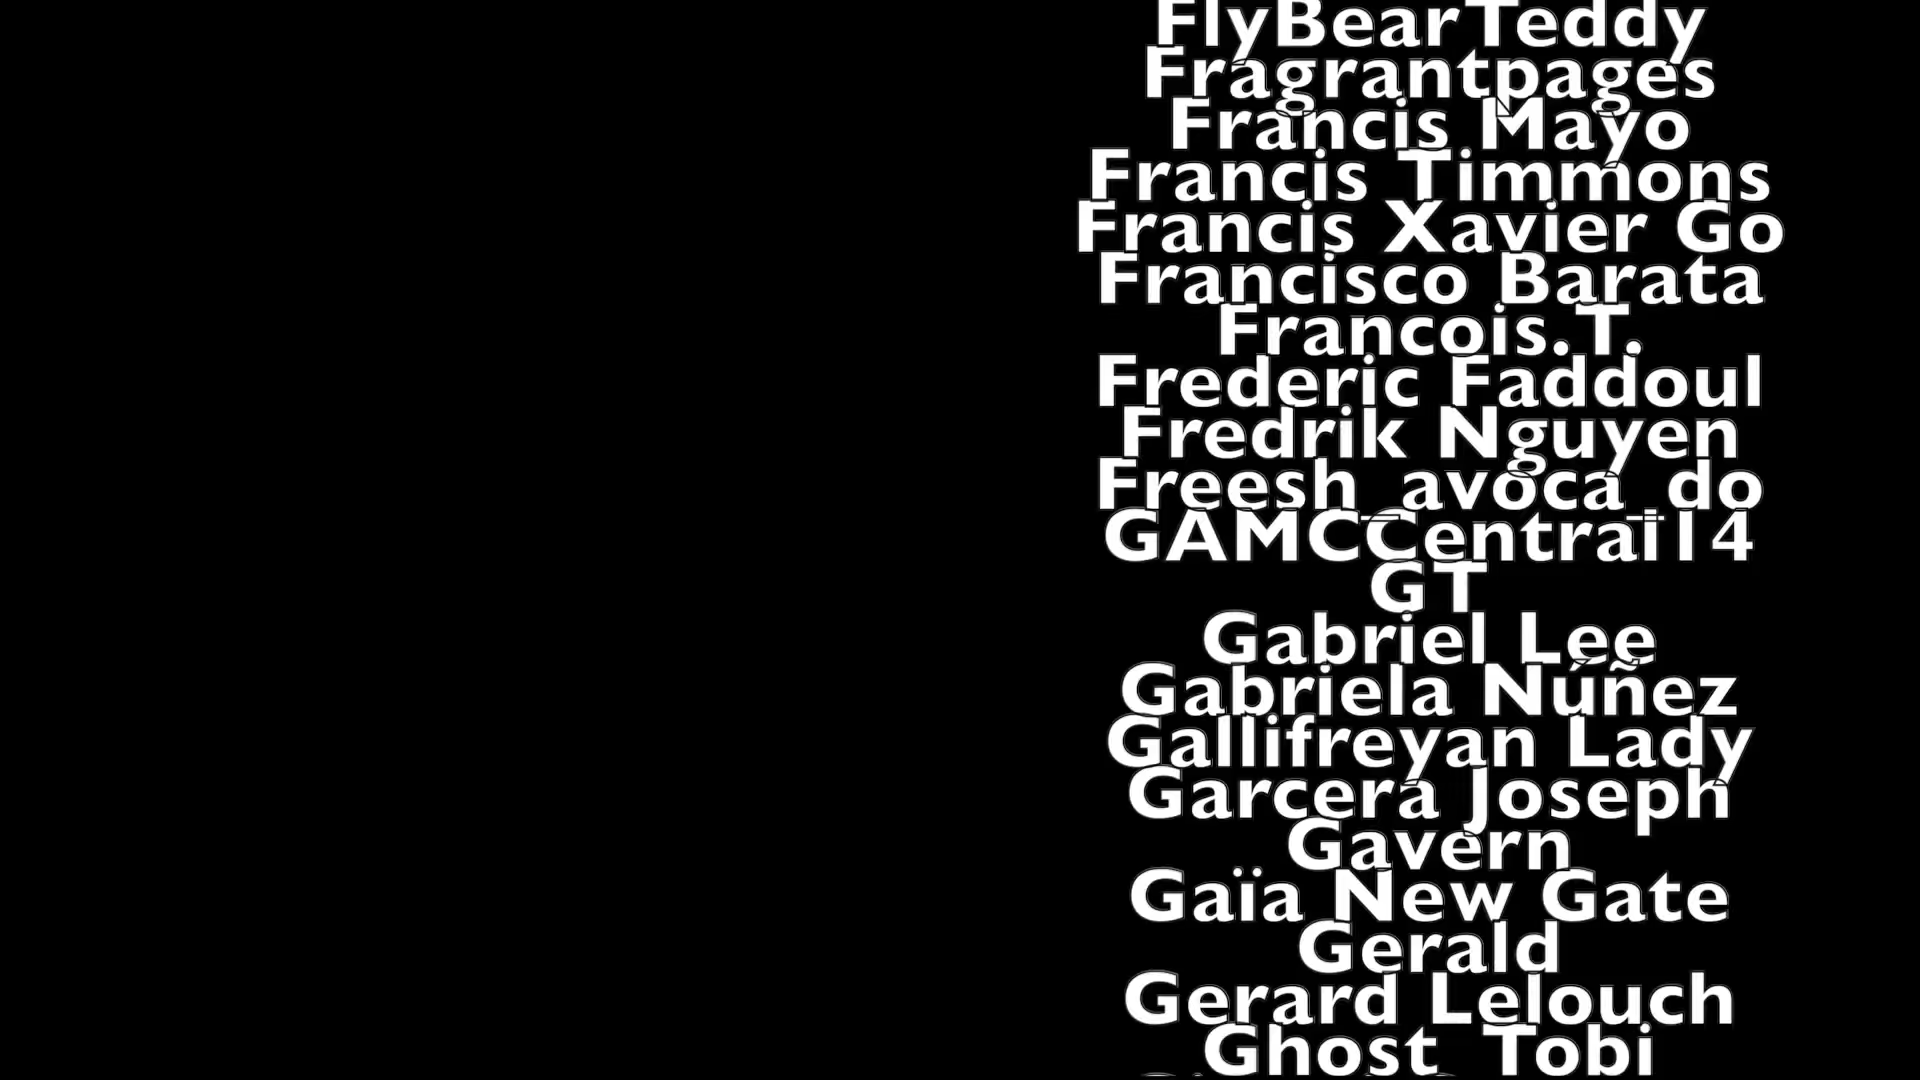 FlyBearTeddy
Fragrantpages
Francis Mayo
Francis Timmons
Francis Xavier Go
Francisco Barata
Francois.T.
Frederic Faddoul
Fredrik Nguyen
Freesh_avoca_do
GAMCCentral14
GT
Gabriel Lee
Gabriela Núñez
Gallifreyan Lady
Garcera Joseph
Gavern
Gaïa New Gate
Gerald
Gerard Lelouch
Ghost_Tobi